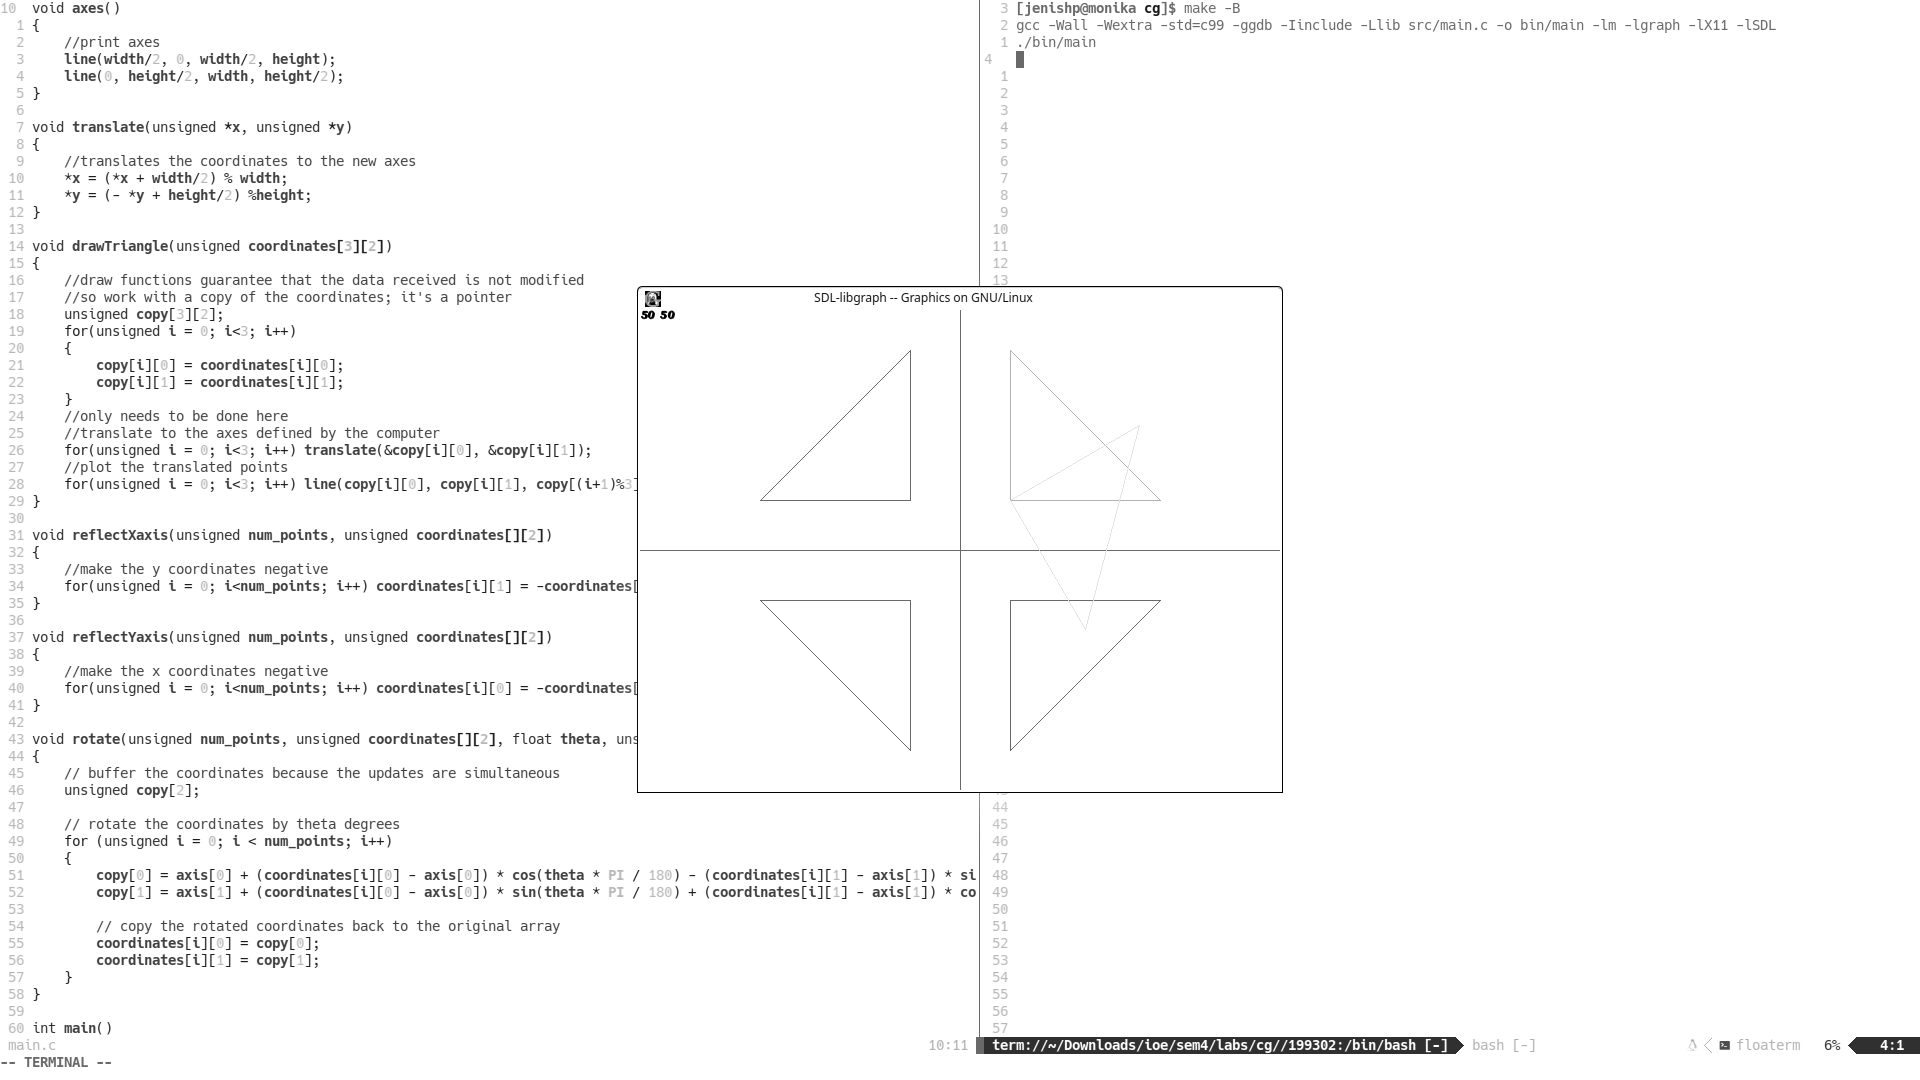 10 void axes()
1 {
2 //print axes
3 line(width/2, 0, width/2, height);
4 line(0, height/2, width, height/2);
5 }
6
7 void translate(unsigned *x, unsigned *y)
8 {
9 //translates the coordinates to the new axes
10 *x = (*x + width/2) % width;
11 *y = (- *y + height/2) %height;
12 }
13
14 void drawTriangle(unsigned coordinates[3][2])
15 {
16 //draw functions guarantee that the data received is not modified
17 //so work with a copy of the coordinates; it's a pointer
18 unsigned copy[3][2];
19 for(unsigned i = 0; i<3; i++)
20 {
21 copy[i][0] = coordinates[i][0];
22 copy[i][1] = coordinates[i][1];
23 }
24 //only needs to be done here
25 //translate to the axes defined by the computer
26 for(unsigned i = 0; i<3; i++) translate(&copy[i][0], &copy[i][1]);
27 //plot the translated points
28 for(unsigned i = 0; i<3; i++) line(copy[i][0], copy[i][1], copy[(i+1)%3]
29 }
30
31 void reflectXaxis(unsigned num_points, unsigned coordinates[][2])
32 {
33 //make the y coordinates negative
34 for(unsigned i = 0; i<num_points; i++) coordinates[i][1] = -coordinates[
35 }
36
37 void reflectYaxis(unsigned num_points, unsigned coordinates[][2])
38 {
39 //make the x coordinates negative
40 for(unsigned i = 0; i<num_points; i++) coordinates[i][0] = -coordinates[
41 }
42
43 void rotate(unsigned num_points, unsigned coordinates[][2], float theta, uns
44 {
45 // buffer the coordinates because the updates are simultaneous
46 unsigned copy[2];
47
48 // rotate the coordinates by theta degrees
49 for (unsigned i = 0; i < num_points; i++)
50 {
51 copy[0] = axis[0] + (coordinates[i][0] - axis[0]) * cos(theta * PI / 180) - (coordinates[i][1] - axis[1]) * si
52 copy[1] = axis[1] + (coordinates[i][0] - axis[0]) * sin(theta * PI / 180) + (coordinates[i][1] - axis[1]) * co
53
54 // copy the rotated coordinates back to the original array
55 coordinates[i][0] = copy[0];
56 coordinates[i][1] = copy[1];
57 }
58 }
59
60 int main()
main.c 10:11
-- TERMINAL --
3 [jenishp@monika cg]$ make -B
2 gcc -Wall -Wextra -std=c99 -ggdb -Iinclude -Llib src/main.c -o bin/main -lm -lgraph -lX11 -lSDL
1 ./bin/main
4
1
2
3
4
5
6
7
8
9
10
11
12
13
SDL-libgraph -- Graphics on GNU/Linux
50 50
44
45
46
47
48
49
50
51
52
53
54
55
56
57
term://~/Downloads/ioe/sem4/labs/cg//199302:/bin/bash [-] bash [-] floaterm 6% 4:1